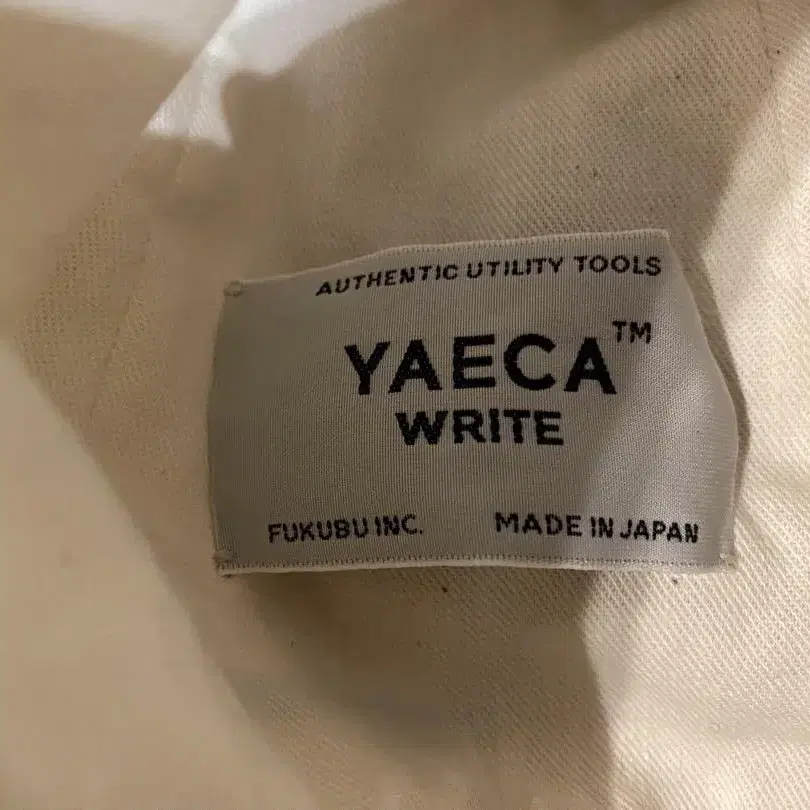 AUTHENTIC UTILITY TOOLS
YAECA™
WRITE
FUKUBU INC. MADE IN JAPAN